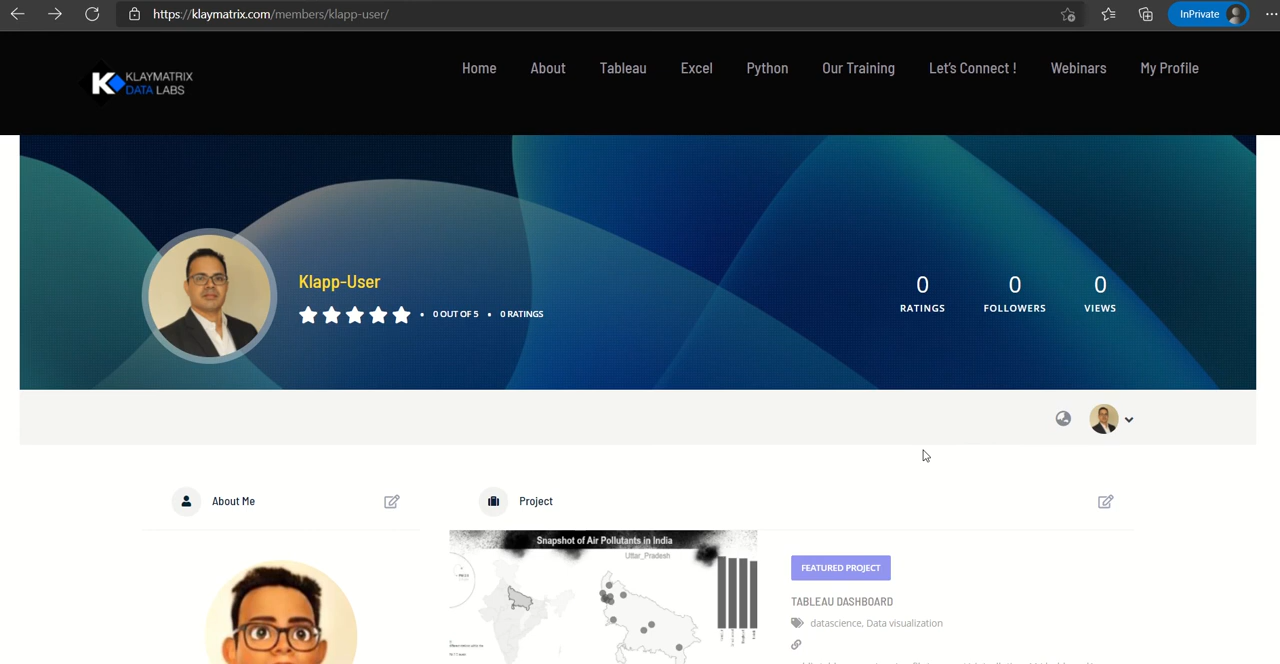 https://klaymatrix.com/members/klapp-user/
InPrivate
KLAYMATRIX
DATA LABS
Home About Tableau Excel Python Our Training Let's Connect ! Webinars My Profile
Klapp-User
0 OUT OF 5 • 0 RATINGS
0 0 0
RATINGS FOLLOWERS VIEWS
About Me
Project
Snapshot of Air Pollutants in India
Uttar_Pradesh
FEATURED PROJECT
TABLEAU DASHBOARD
datascience, Data visualization